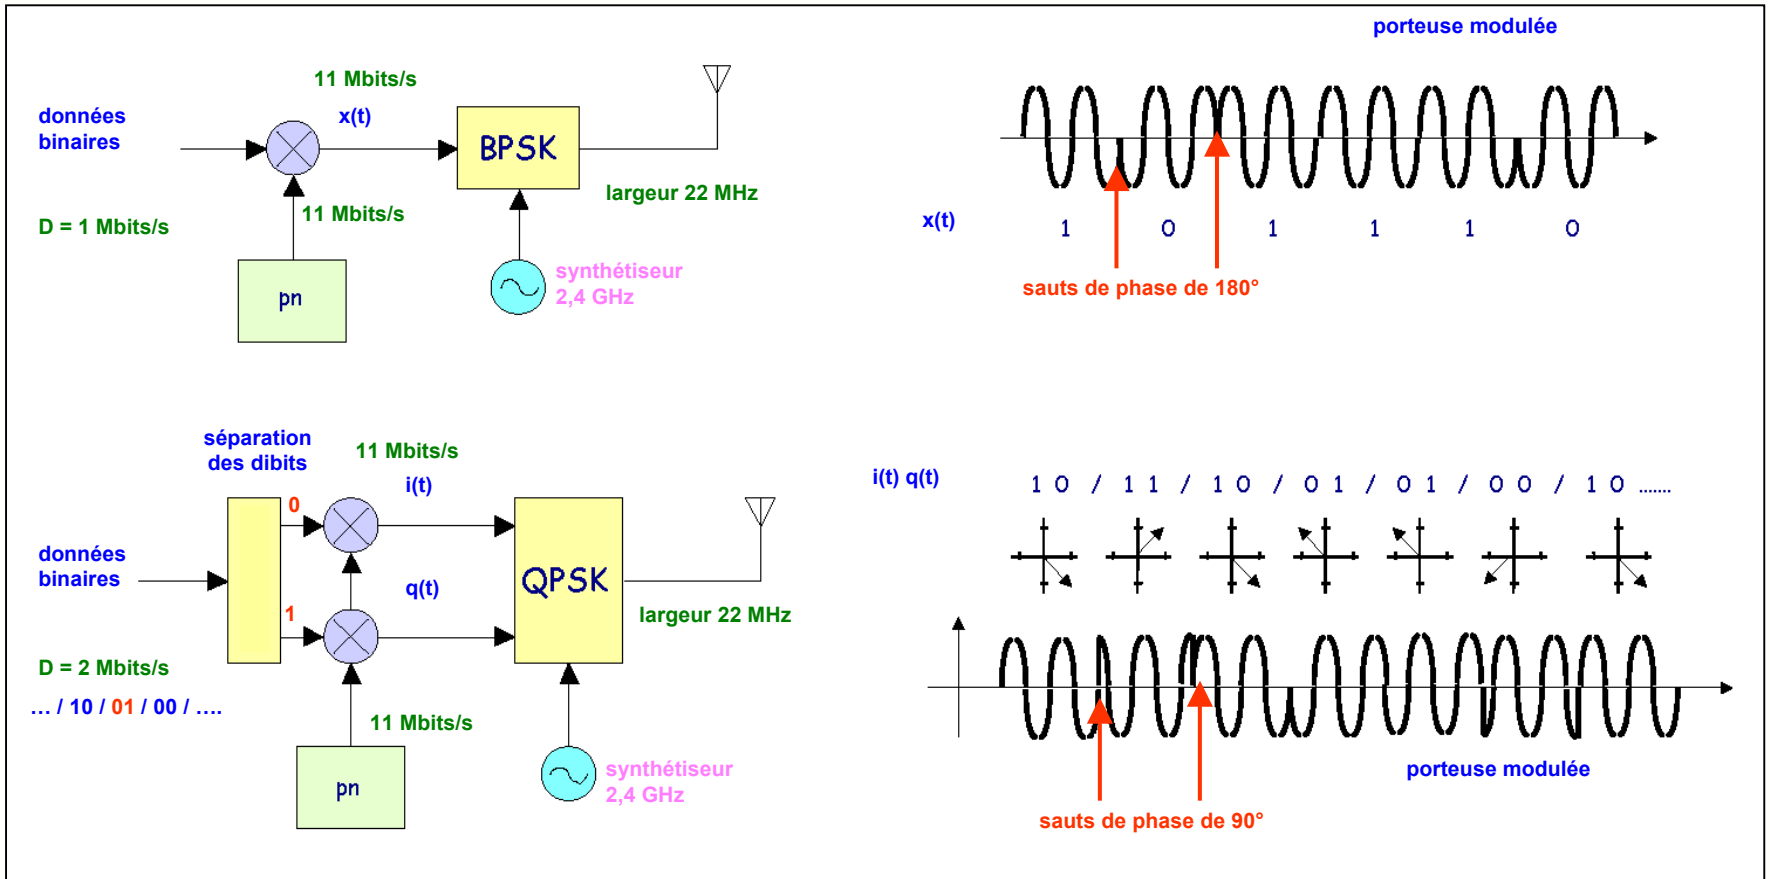 porteuse modulée
11 Mbits/s
données
binaires
x(t)
BPSK
largeur 22 MHz
D = 1 Mbits/s
11 Mbits/s
pn
synthétiseur
2,4 GHz
x(t) 1 0 1 1 1 0
sauts de phase de 180°
séparation
des dibits
11 Mbits/s
i(t)
0
données
binaires
q(t)
QPSK
1
largeur 22 MHz
D = 2 Mbits/s
... / 10 / 01 / 00 / ....
11 Mbits/s
pn
synthétiseur
2,4 GHz
i(t) q(t) 1 0 / 1 1 / 1 0 / 0 1 / 0 1 / 0 0 / 1 0 .......
porteuse modulée
sauts de phase de 90°